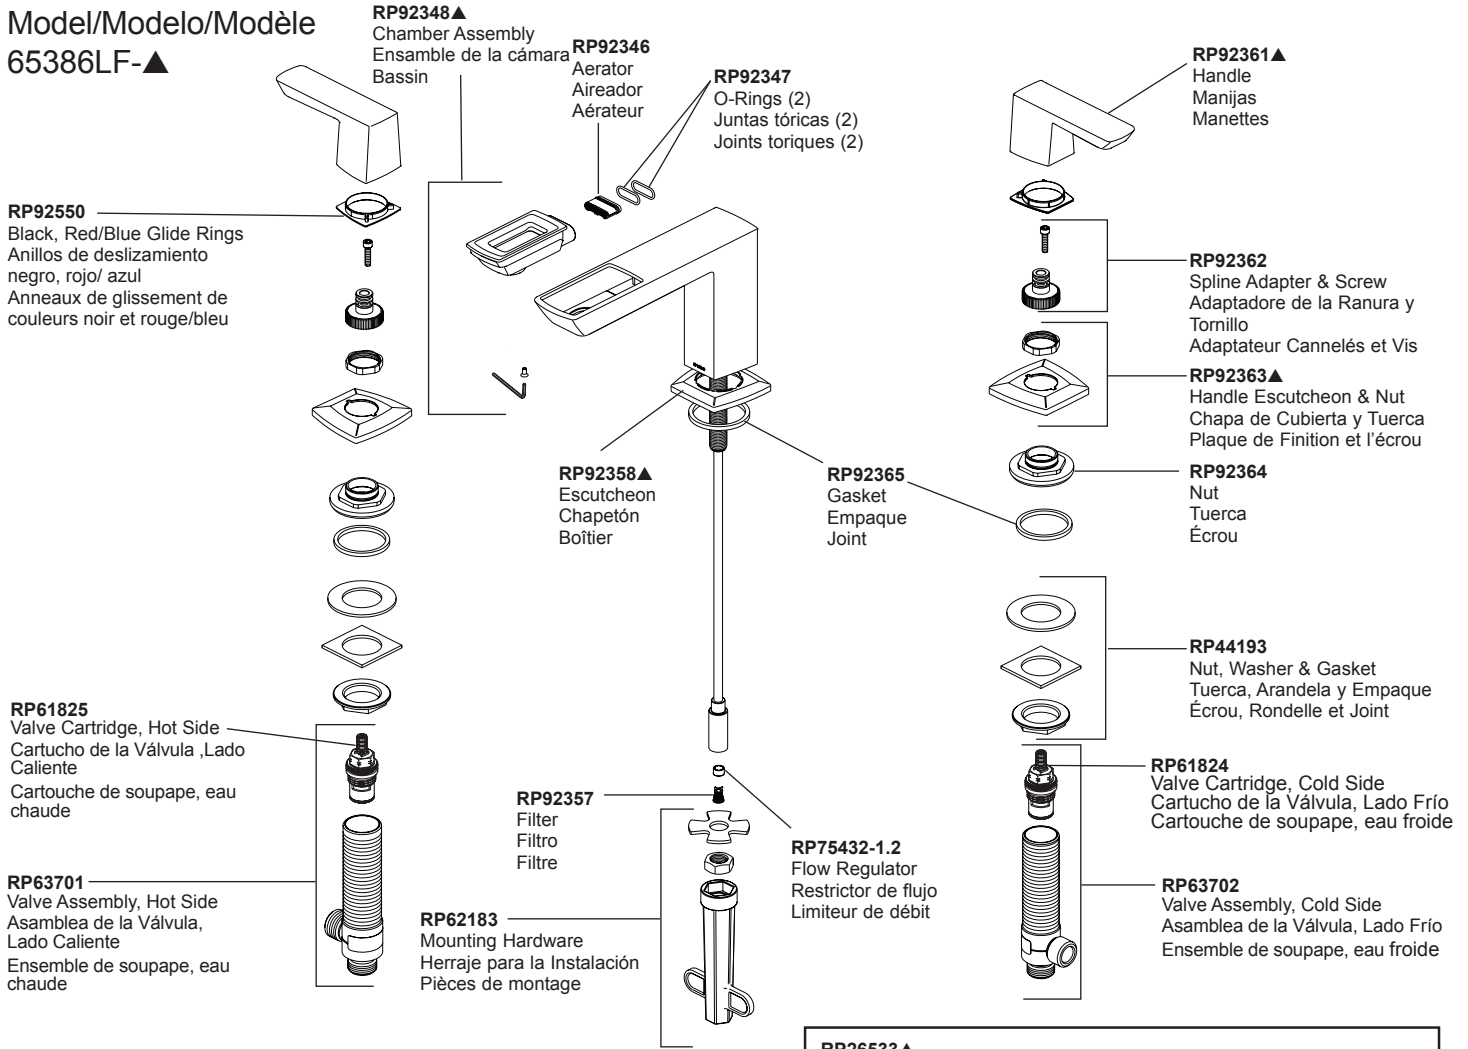 Model/Modelo/Modèle
65386LF-▲
RP92348▲
Chamber Assembly
Ensamble de la cámara
Bassin
RP92346
Aerator
Aireador
Aérateur
RP92347
O-Rings (2)
Juntas tóricas (2)
Joints toriques (2)
RP92361▲
Handle
Manijas
Manettes
RP92550
Black, Red/Blue Glide Rings
Anillos de deslizamiento
negro, rojo/ azul
Anneaux de glissement de
couleurs noir et rouge/bleu
RP92362
Spline Adapter & Screw
Adaptadore de la Ranura y
Tornillo
Adaptateur Cannelés et Vis
RP92363▲
Handle Escutcheon & Nut
Chapa de Cubierta y Tuerca
Plaque de Finition et l’écrou
RP92358▲
Escutcheon
Chapetón
Boîtier
RP92365
Gasket
Empaque
Joint
RP92364
Nut
Tuerca
Écrou
RP44193
Nut, Washer & Gasket
Tuerca, Arandela y Empaque
Écrou, Rondelle et Joint
RP61825
Valve Cartridge, Hot Side
Cartucho de la Válvula ,Lado
Caliente
Cartouche de soupape, eau
chaude
RP61824
Valve Cartridge, Cold Side
Cartucho de la Válvula, Lado Frío
Cartouche de soupape, eau froide
RP92357
Filter
Filtro
Filtre
RP75432-1.2
Flow Regulator
Restrictor de flujo
Limiteur de débit
RP63701
Valve Assembly, Hot Side
Asamblea de la Válvula,
Lado Caliente
Ensemble de soupape, eau
chaude
RP62183
Mounting Hardware
Herraje para la Instalación
Pièces de montage
RP63702
Valve Assembly, Cold Side
Asamblea de la Válvula, Lado Frío
Ensemble de soupape, eau froide
RP26533▲